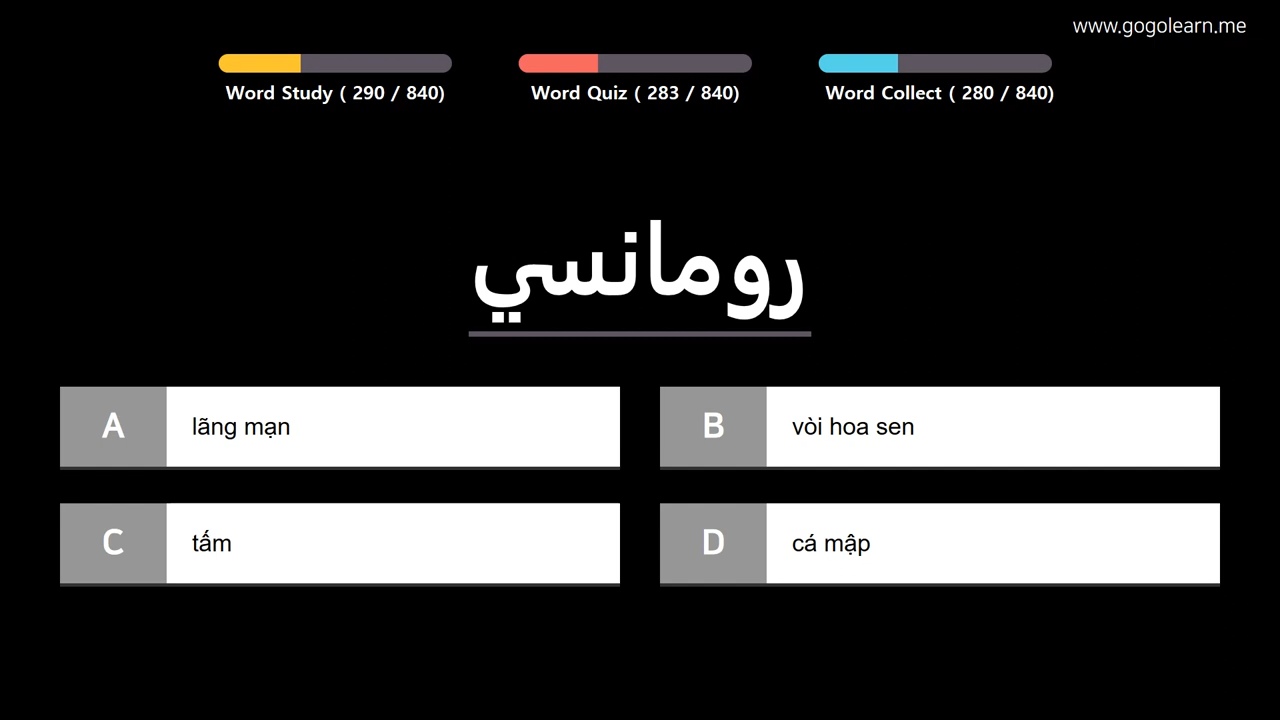 www.gogolearn.me
Word Study ( 290 / 840)
Word Quiz ( 283 / 840)
Word Collect ( 280 / 840)
رومانسي
A lãng mạn
B vòi hoa sen
C tấm
D cá mập